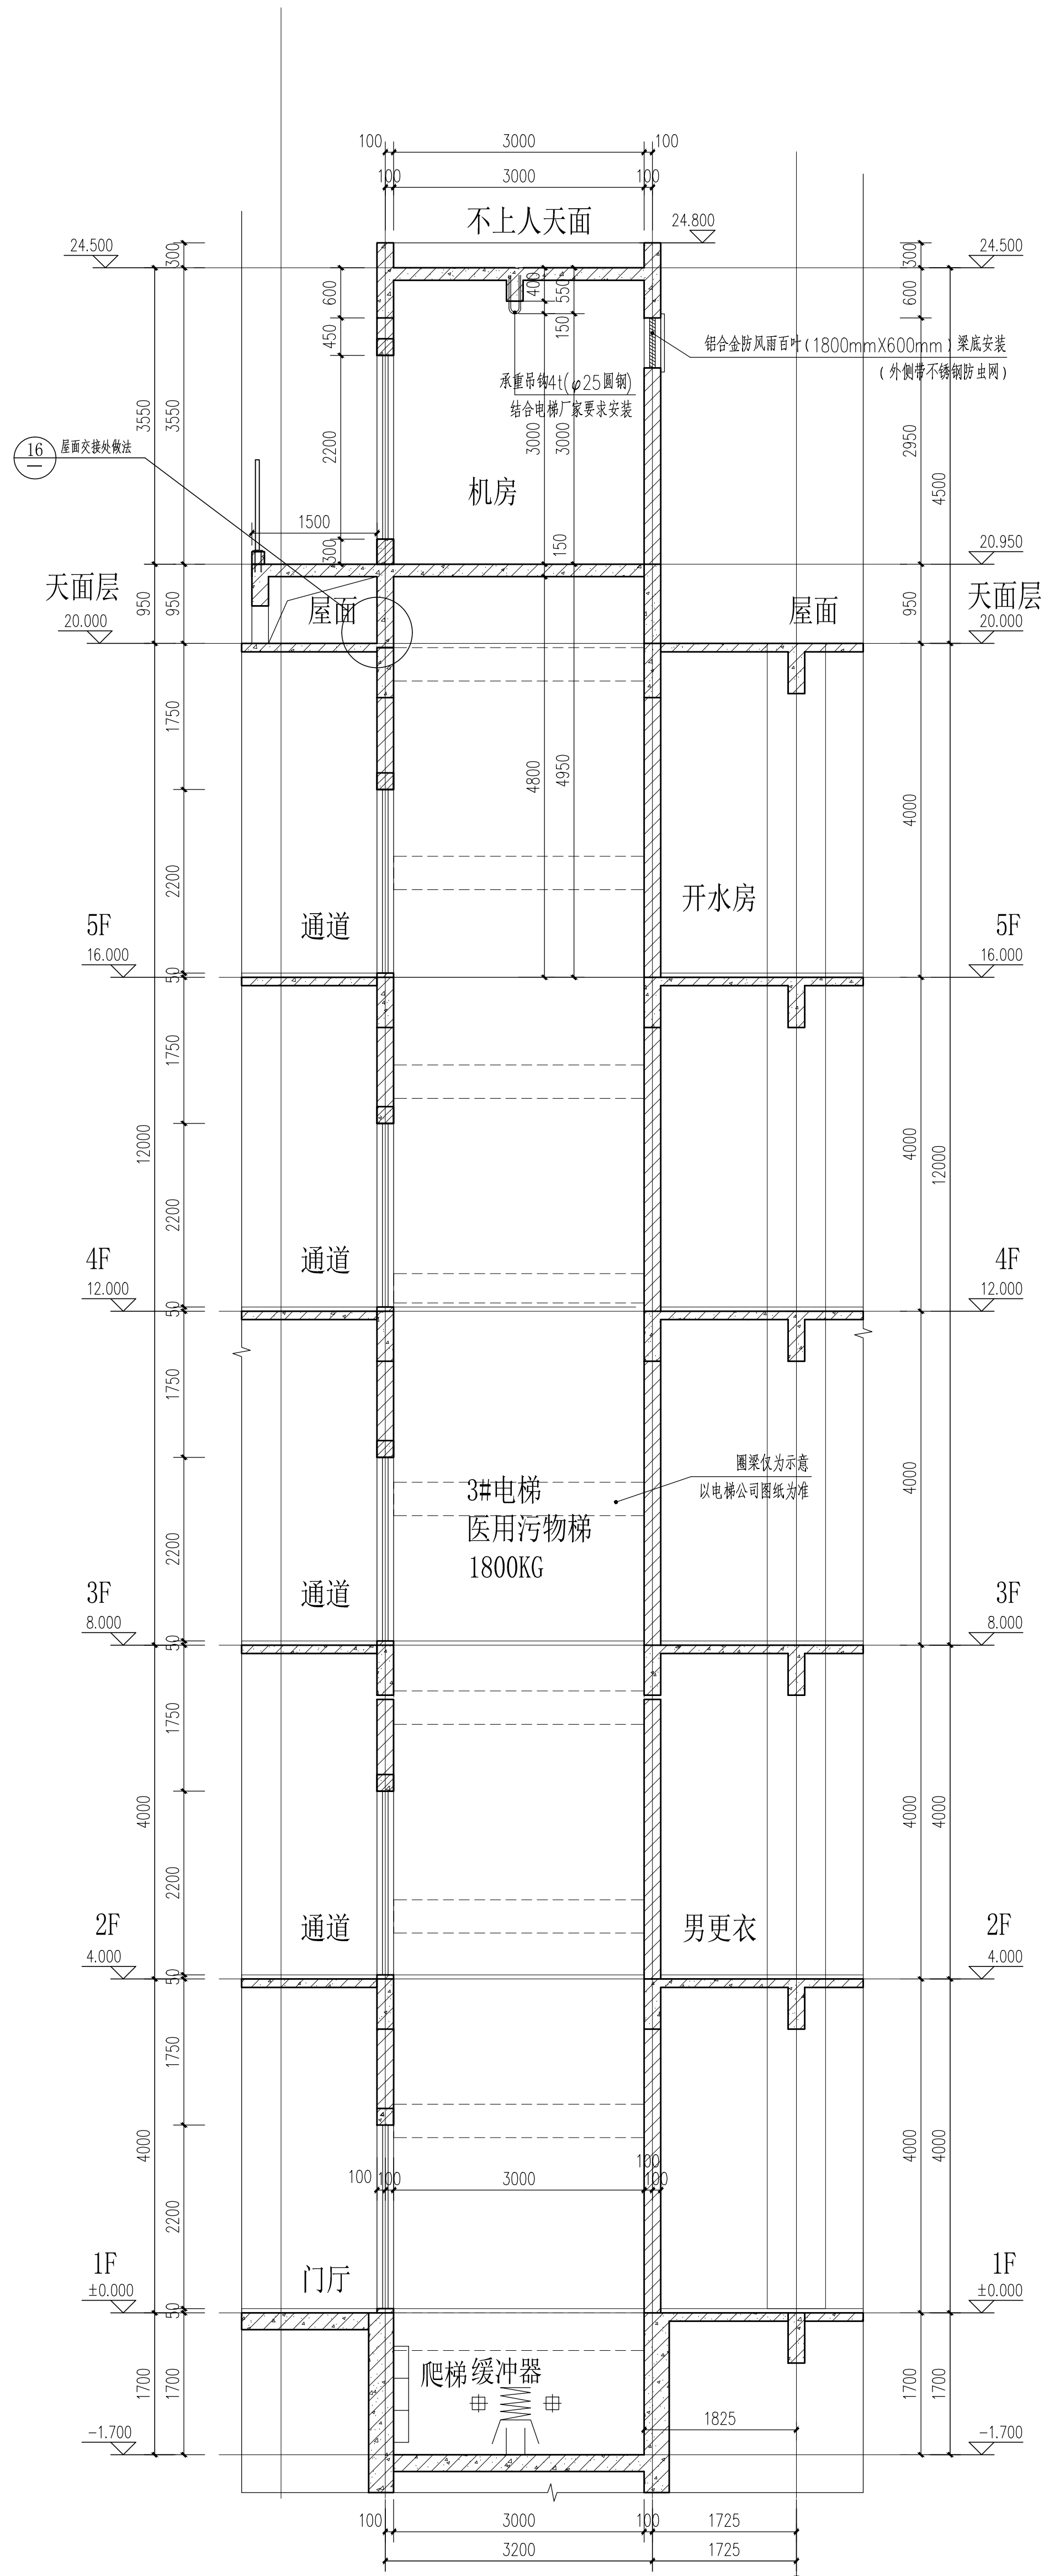 100
3000
100
100
3000
100
不上人天面
24.800
24.500
300
300
24.500
600
400
550
600
450
150
铝合金防风雨百叶(1800mmX600mm)梁底安装
(外侧带不锈钢防虫网)
承重吊钩4t(φ25圆钢)
结合电梯厂家要求安装
3550
3550
2200
3000
3000
2950
4500
16
屋面交接处做法
机房
1500
300
150
20.950
天面层
950
950
屋面
屋面
950
天面层
20.000
20.000
1750
4800
4950
4000
2200
开水房
5F
通道
5F
16.000
16.000
50
1750
12000
4000
12000
2200
4F
通道
4F
12.000
12.000
50
1750
4000
圈梁仅为示意
以电梯公司图纸为准
3#电梯
医用污物梯
1800KG
2200
3F
通道
3F
8.000
8.000
50
1750
4000
4000
4000
2200
2F
通道
男更衣
2F
4.000
4.000
50
1750
4000
4000
4000
100
100
100
3000
100
2200
1F
门厅
1F
±0.000
±0.000
50
1700
1700
爬梯
缓冲器
1700
1700
1825
-1.700
-1.700
100
3000
100
1725
3200
1725